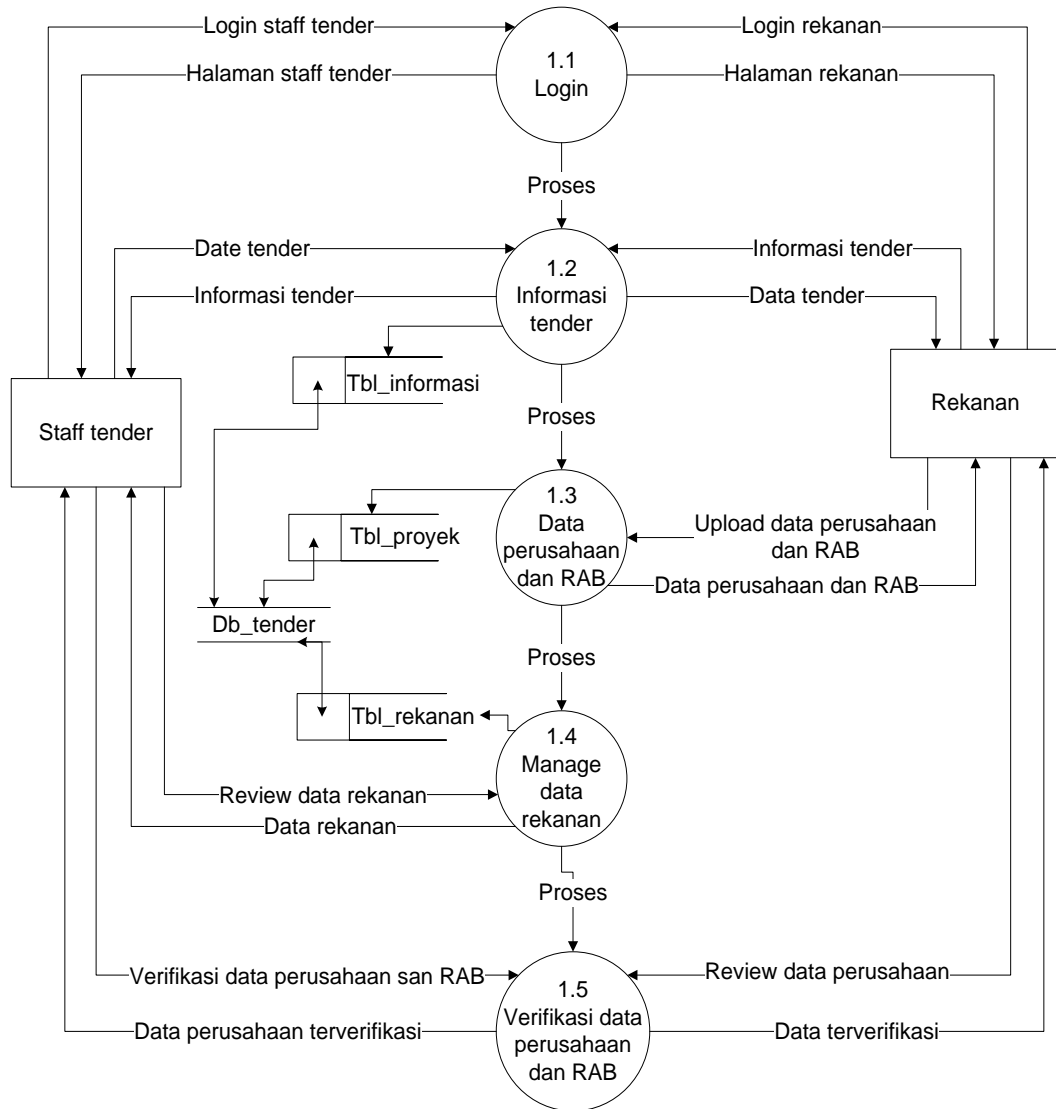 Login staff tender
Login rekanan
1.1
Login
Halaman staff tender
Halaman rekanan
Proses
Date tender
Informasi tender
1.2
Informasi
tender
Informasi tender
Data tender
Tbl_informasi
Staff tender
Rekanan
Proses
1.3
Data
perusahaan
dan RAB
Tbl_proyek
Upload data perusahaan
dan RAB
Data perusahaan dan RAB
Db_tender
Proses
Tbl_rekanan
1.4
Manage
data
rekanan
Review data rekanan
Data rekanan
Proses
Verifikasi data perusahaan san RAB
Review data perusahaan
1.5
Verifikasi data
perusahaan
dan RAB
Data perusahaan terverifikasi
Data terverifikasi